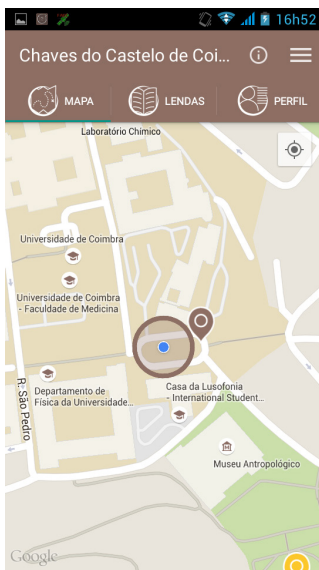 16h52
Chaves do Castelo de Coi...
MAPA
LENDAS
PERFIL
Laboratório Chimico
Universidade de Coimbra
Universidade de Coimbra
- Faculdade de Medicina
R. São Pedro
Departamento de
Física da Universidade...
Casa da Lusofonia
- International Student...
Museu Antropológico
Google